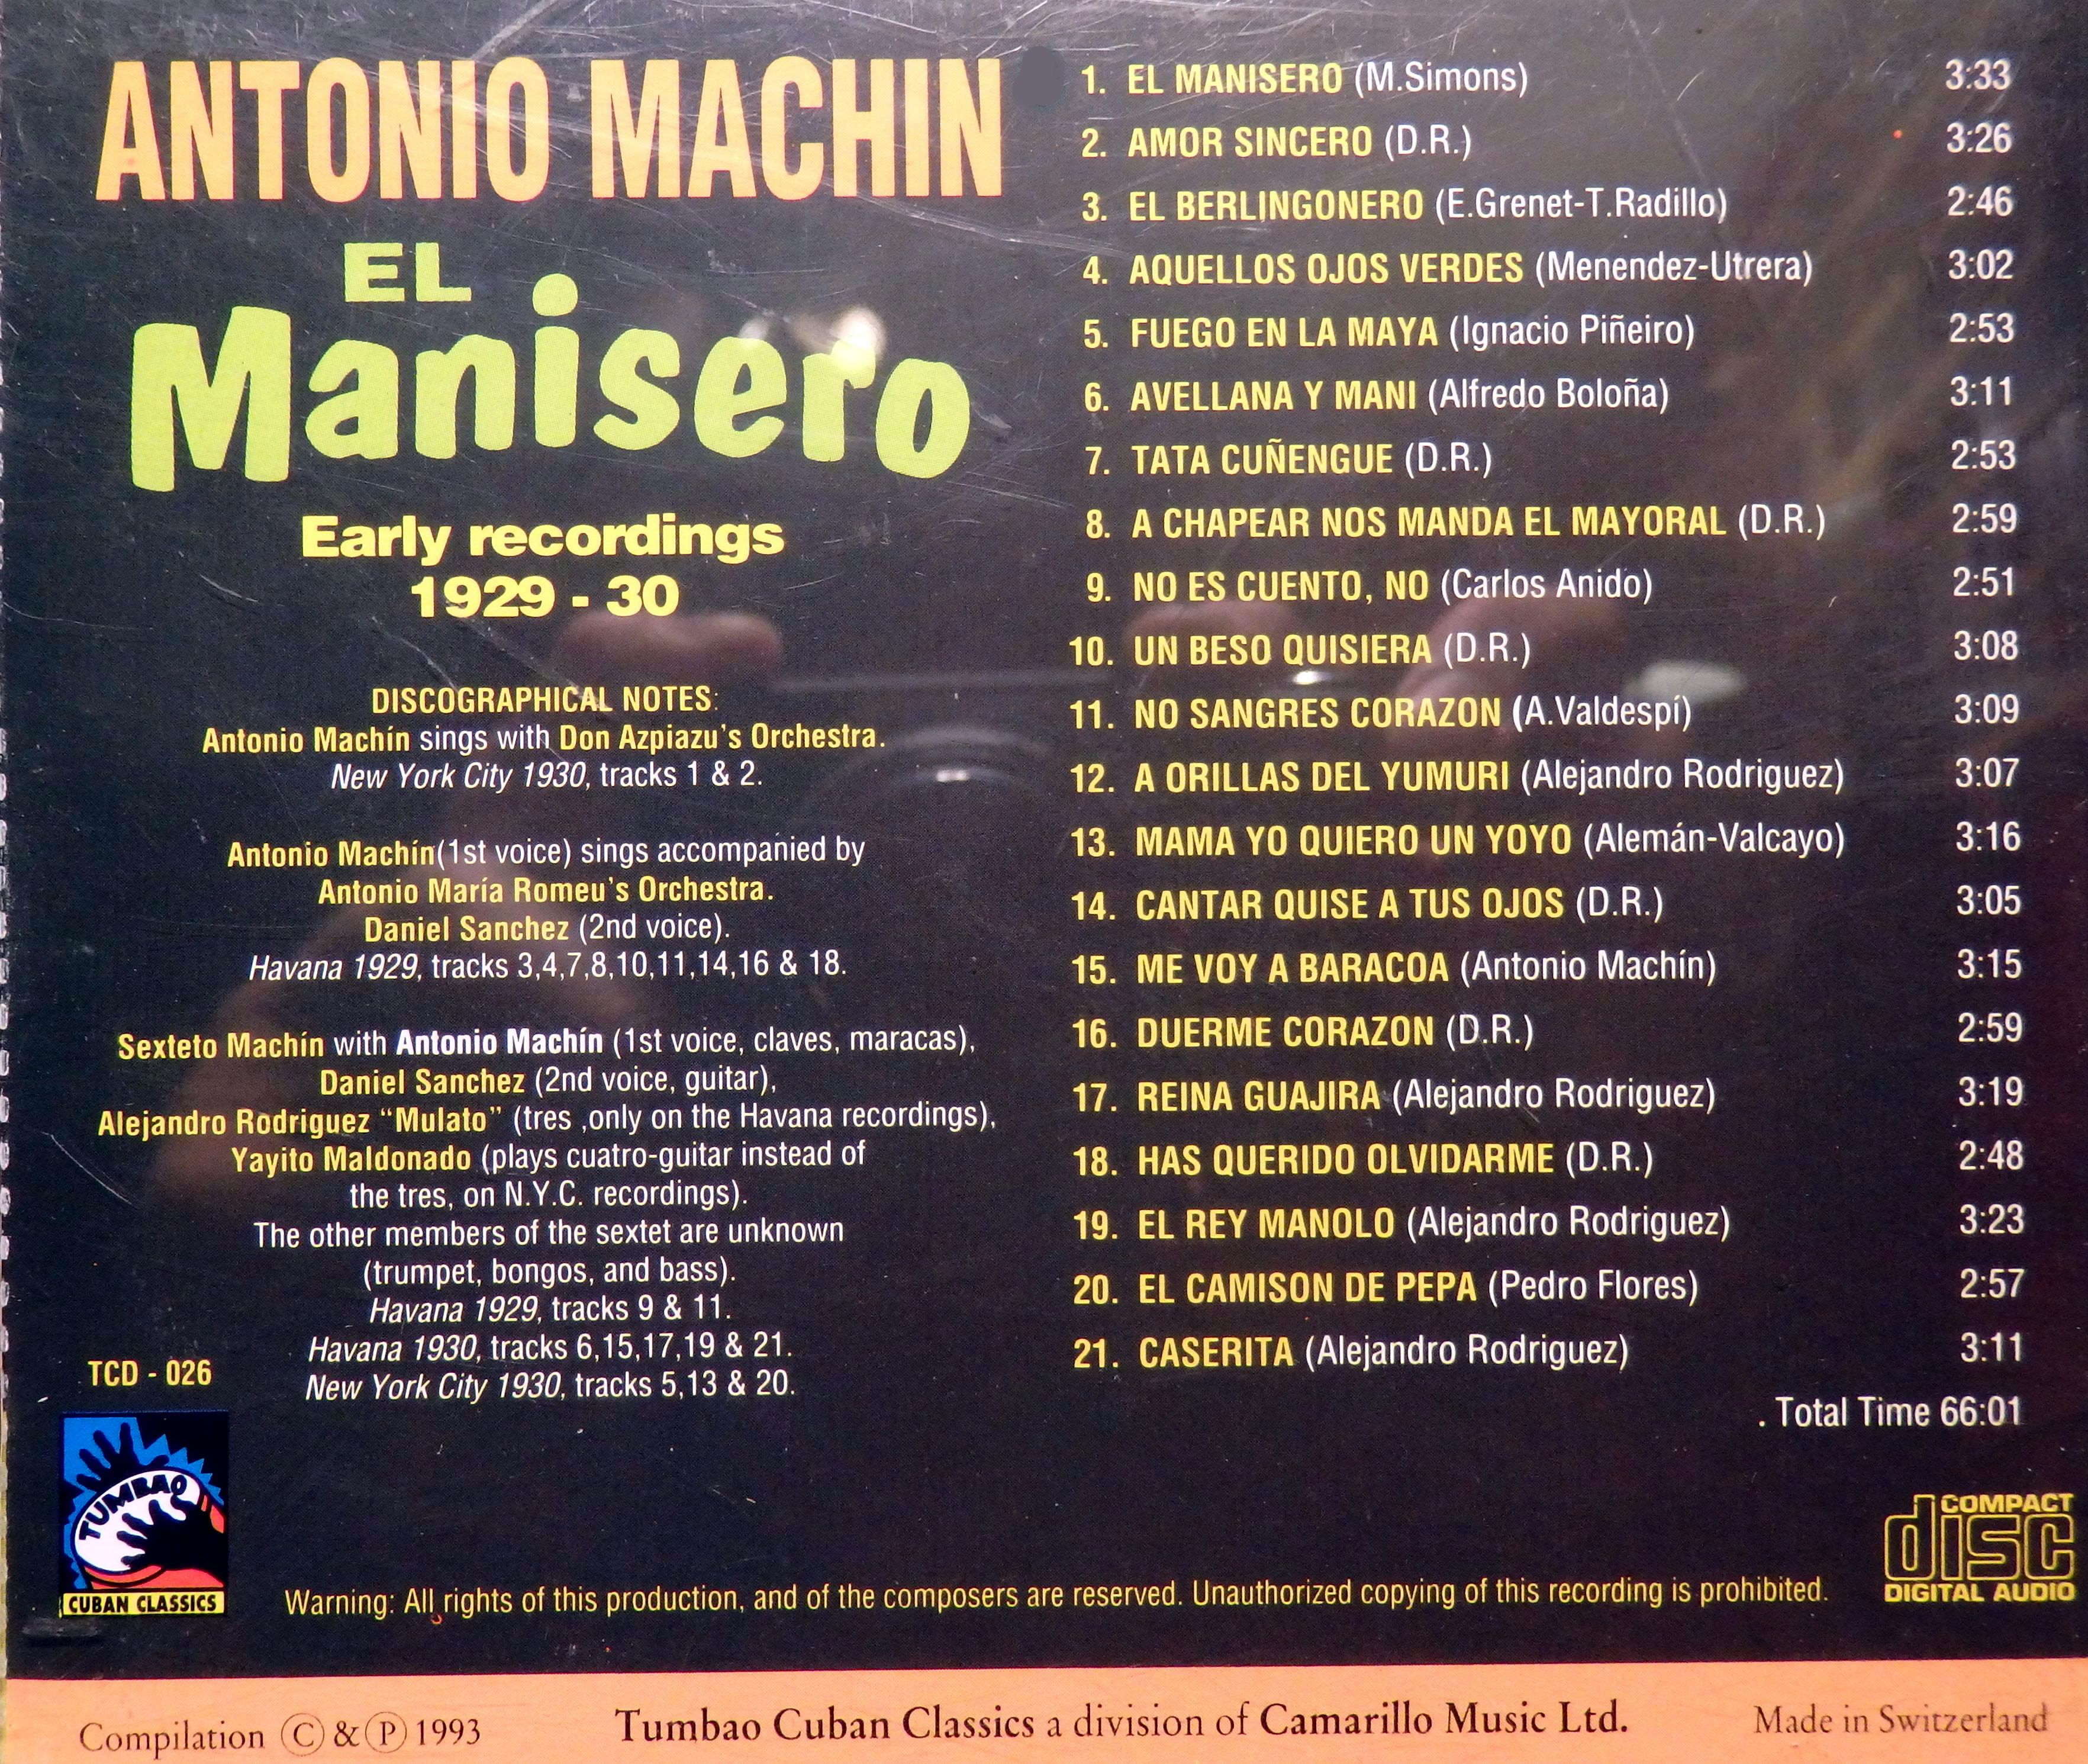 ANTONIO MACHIN
EL
Manisero
Early recordings
1929 - 30
DISCOGRAPHICAL NOTES:
Antonio Machín sings with Don Azpiazu's Orchestra.
New York City 1930, tracks 1 & 2.
Antonio Machín(1st voice) sings accompanied by
Antonio María Romeu's Orchestra.
Daniel Sanchez (2nd voice).
Havana 1929, tracks 3,4,7,8,10,11,14,16 & 18.
Sexteto Machín with Antonio Machín (1st voice, claves, maracas),
Daniel Sanchez (2nd voice, guitar),
Alejandro Rodriguez "Mulato" (tres ,only on the Havana recordings),
Yayito Maldonado (plays cuatro-guitar instead of
the tres, on N.Y.C. recordings).
The other members of the sextet are unknown
(trumpet, bongos, and bass).
Havana 1929, tracks 9 & 11.
Havana 1930, tracks 6,15,17,19 & 21.
New York City 1930, tracks 5,13 & 20.
TCD - 026
TUMBAO
CUBAN CLASSICS
1. EL MANISERO (M.Simons) 3:33
2. AMOR SINCERO (D.R.) 3:26
3. EL BERLINGONERO (E.Grenet-T.Radillo) 2:46
4. AQUELLOS OJOS VERDES (Menendez-Utrera) 3:02
5. FUEGO EN LA MAYA (Ignacio Piñeiro) 2:53
6. AVELLANA Y MANI (Alfredo Boloña) 3:11
7. TATA CUÑENGUE (D.R.) 2:53
8. A CHAPEAR NOS MANDA EL MAYORAL (D.R.) 2:59
9. NO ES CUENTO, NO (Carlos Anido) 2:51
10. UN BESO QUISIERA (D.R.) 3:08
11. NO SANGRES CORAZON (A.Valdespí) 3:09
12. A ORILLAS DEL YUMURI (Alejandro Rodriguez) 3:07
13. MAMA YO QUIERO UN YOYO (Alemán-Valcayo) 3:16
14. CANTAR QUISE A TUS OJOS (D.R.) 3:05
15. ME VOY A BARACOA (Antonio Machín) 3:15
16. DUERME CORAZON (D.R.) 2:59
17. REINA GUAJIRA (Alejandro Rodriguez) 3:19
18. HAS QUERIDO OLVIDARME (D.R.) 2:48
19. EL REY MANOLO (Alejandro Rodriguez) 3:23
20. EL CAMISON DE PEPA (Pedro Flores) 2:57
21. CASERITA (Alejandro Rodriguez) 3:11
. Total Time 66:01
COMPACT
disc
DIGITAL AUDIO
Warning: All rights of this production, and of the composers are reserved. Unauthorized copying of this recording is prohibited.
Compilation Ⓒ & Ⓟ 1993 Tumbao Cuban Classics a division of Camarillo Music Ltd. Made in Switzerland